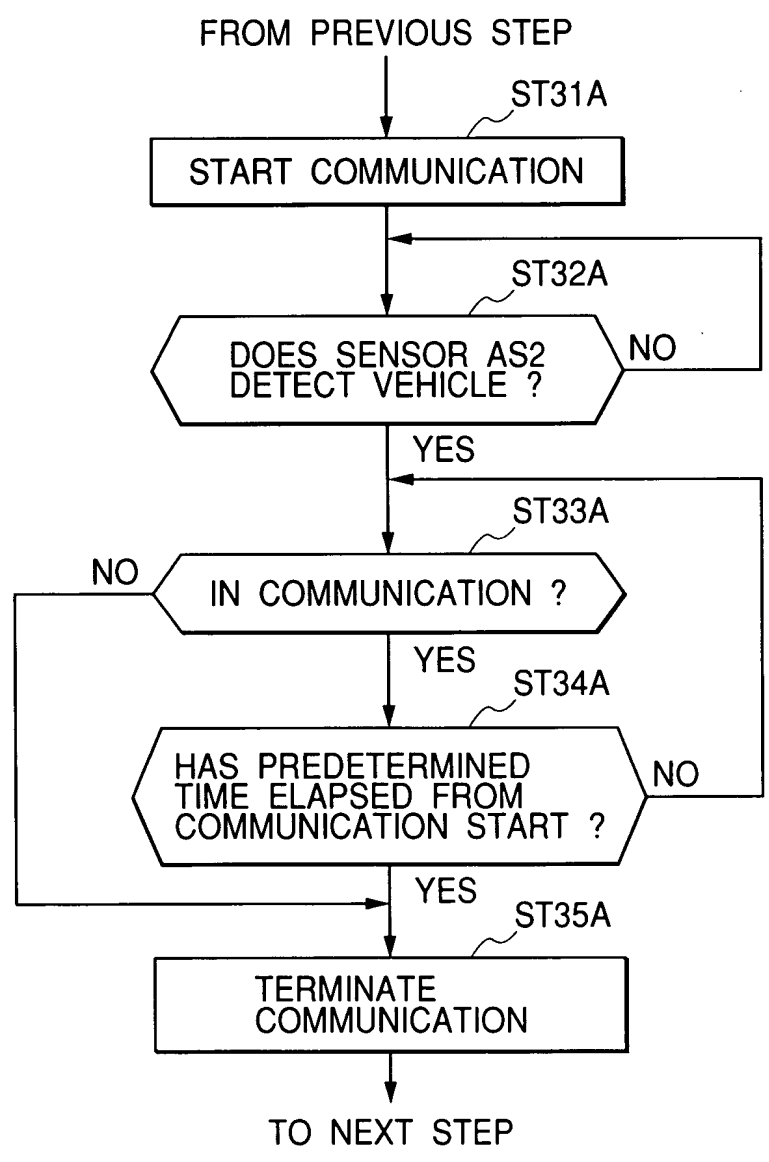 FROM PREVIOUS STEP
ST31A
START COMMUNICATION
ST32A
DOES SENSOR AS2
DETECT VEHICLE ?
NO
YES
ST33A
NO
IN COMMUNICATION ?
YES
ST34A
HAS PREDETERMINED
TIME ELAPSED FROM
COMMUNICATION START ?
NO
YES
ST35A
TERMINATE
COMMUNICATION
TO NEXT STEP